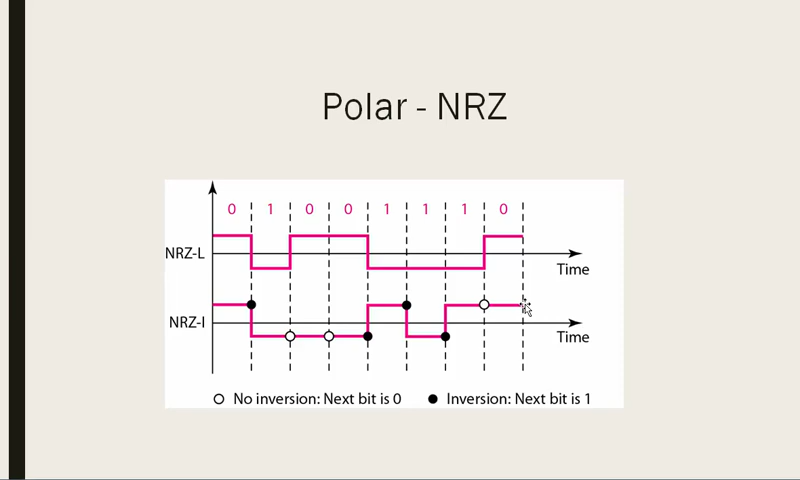 Polar - NRZ
0 1 0 0 1 1 1 0
NRZ-L
Time
NRZ-I
Time
No inversion: Next bit is 0 Inversion: Next bit is 1